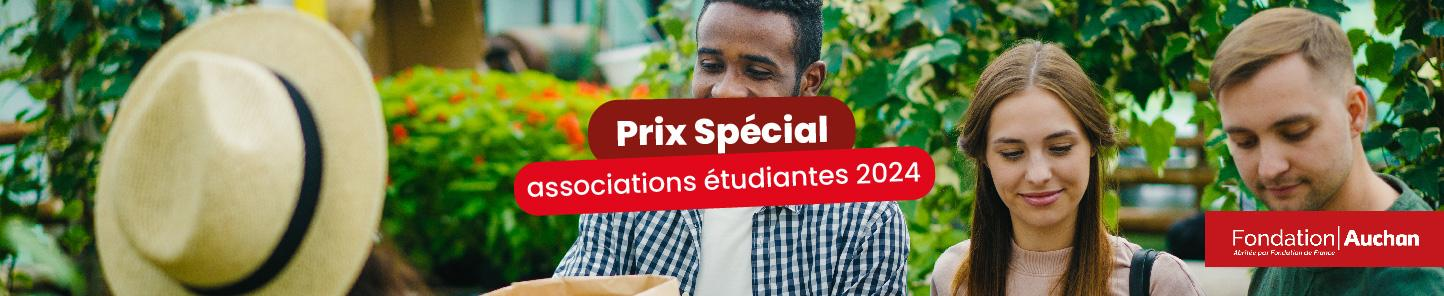 Prix Spécial
associations étudiantes 2024
Fondation Auchan
Abritée par Fondation de France